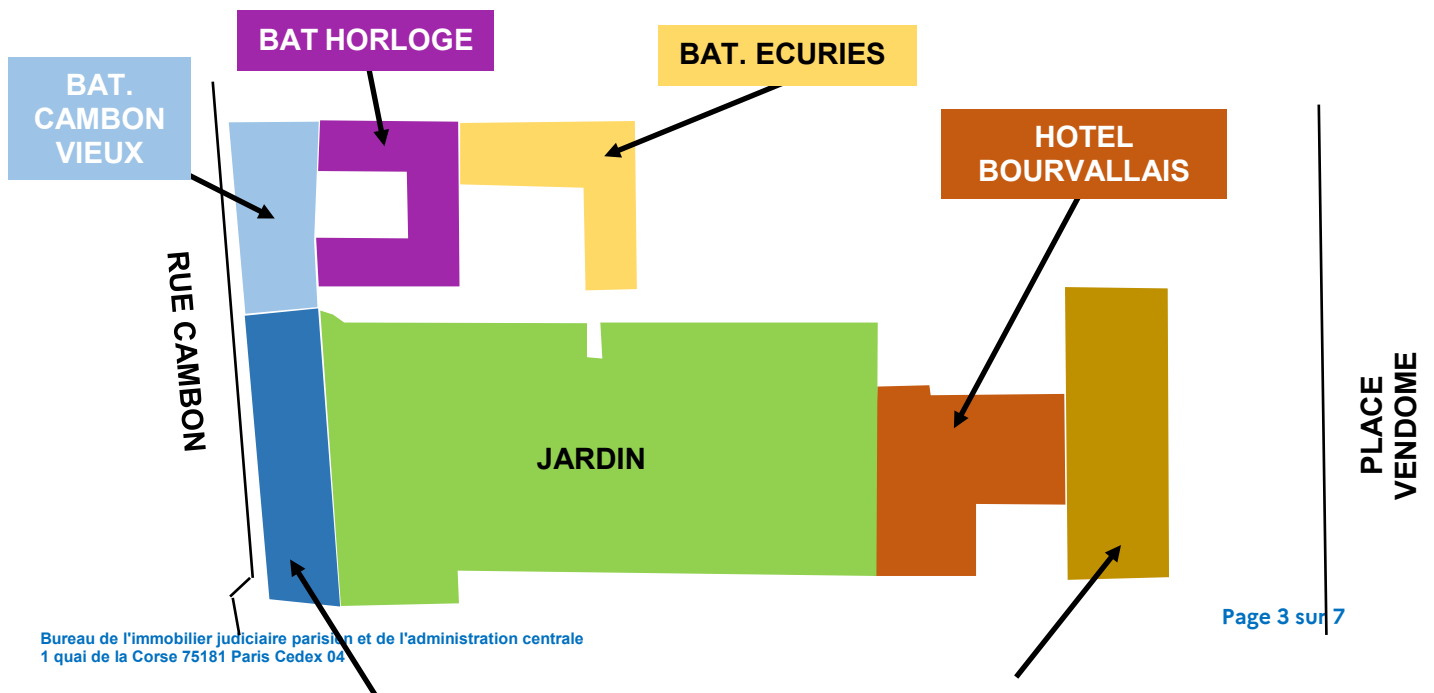 BAT HORLOGE
BAT. ECURIES
BAT.
CAMBON
VIEUX
HOTEL
BOURVALLAIS
RUE CAMBON
JARDIN
PLACE
VENDOME
Page 3 sur 7
Bureau de l'immobilier judiciaire parisien et de l'administration centrale
1 quai de la Corse 75181 Paris Cedex 04